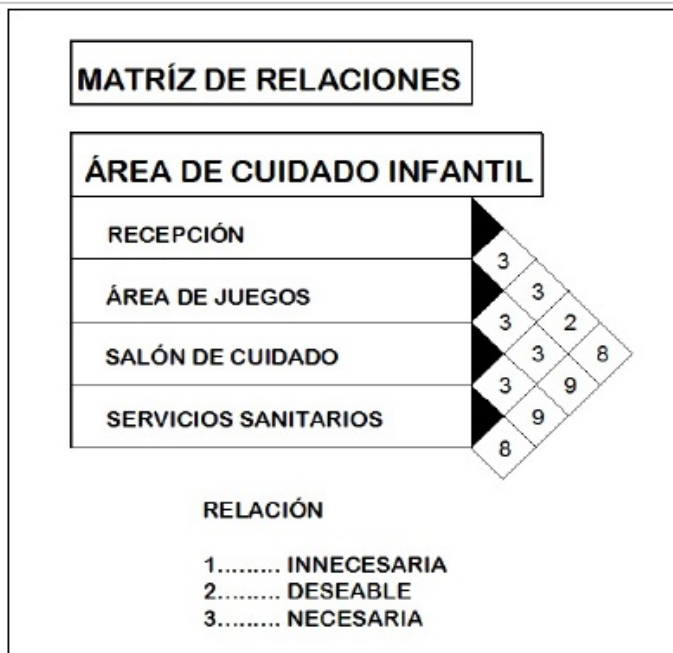 MATRÍZ DE RELACIONES
ÁREA DE CUIDADO INFANTIL
RECEPCIÓN
3
3
ÁREA DE JUEGOS
3
2
SALÓN DE CUIDADO
3
8
3
9
SERVICIOS SANITARIOS
9
8
RELACIÓN
1......... INNECESARIA
2......... DESEABLE
3......... NECESARIA